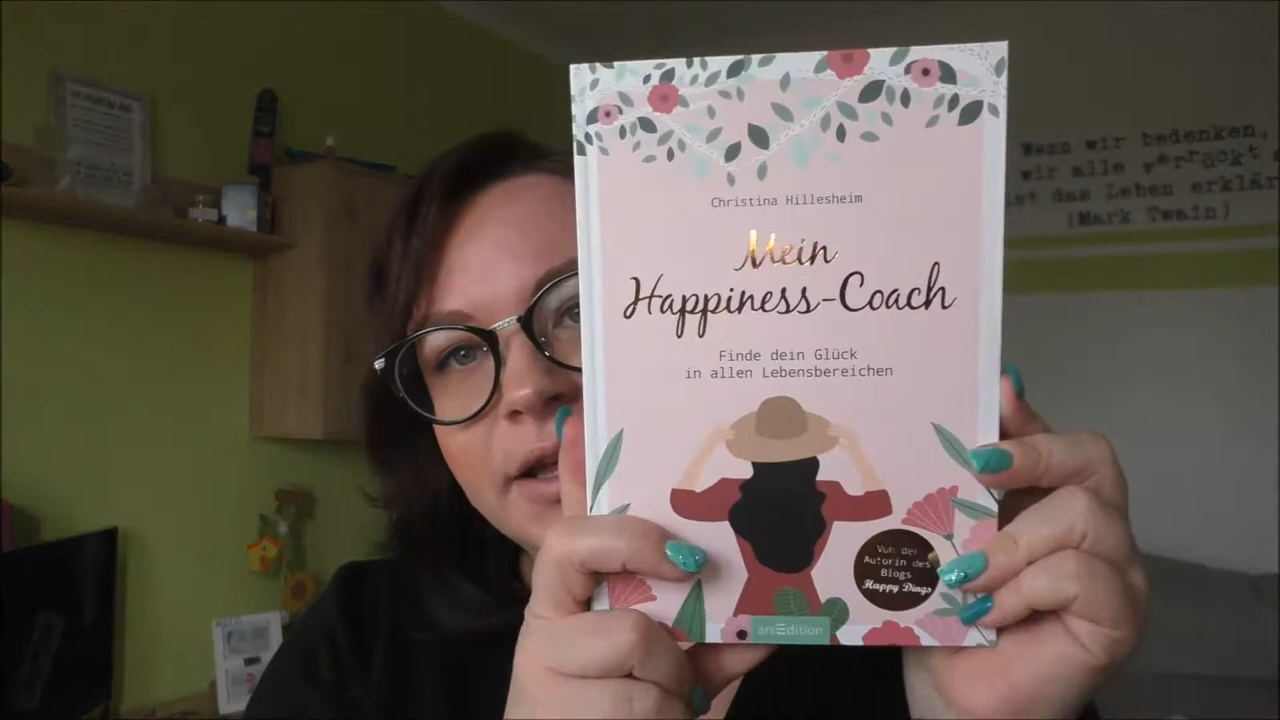 Christina Hillesheim
Mein
Happiness-Coach
Finde dein Glück
in allen Lebensbereichen
Von der
Autorin des
Blogs
Happy Dings
arsEdition
Wenn wir bedenken,
wir alle verrückt s
ist das Leben erklär
(Mark Twain)